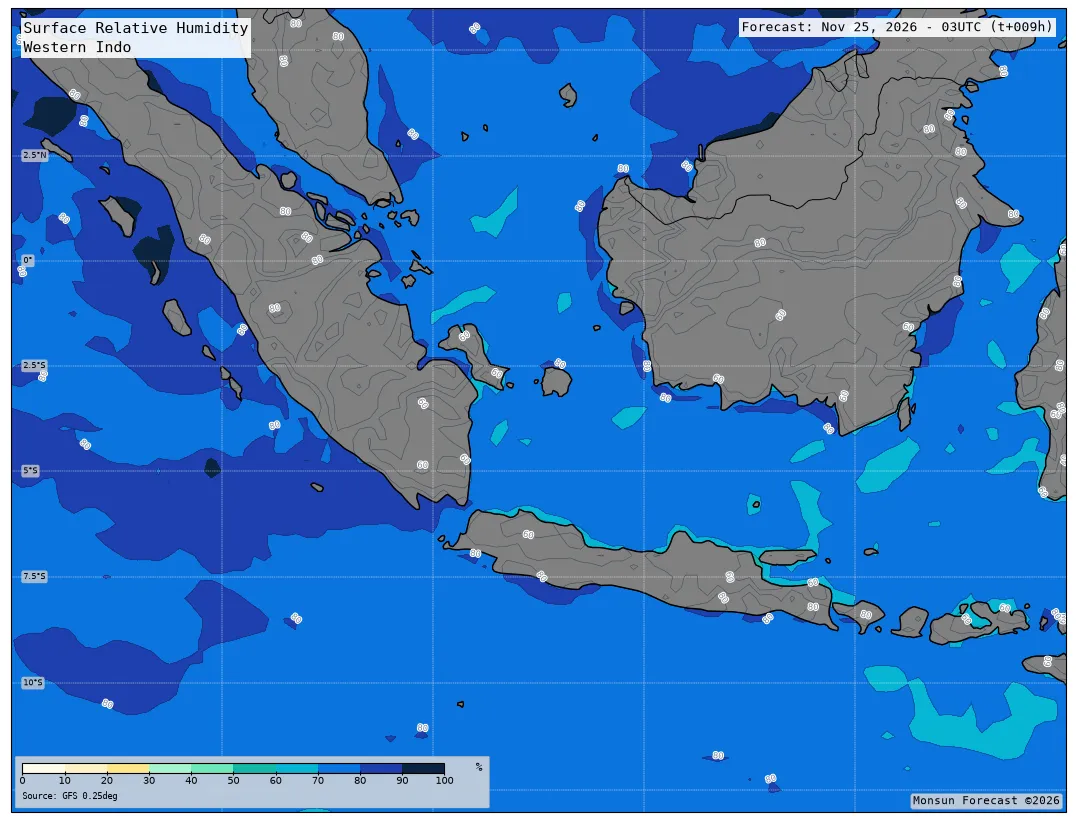 Surface Relative Humidity
Western Indo
Forecast: Nov 25, 2026 - 03UTC (t+009h)
2.5°N
0°
2.5°S
5°S
7.5°S
10°S
0 10 20 30 40 50 60 70 80 90 100
%
Source: GFS 0.25deg
Monsun Forecast ©2026